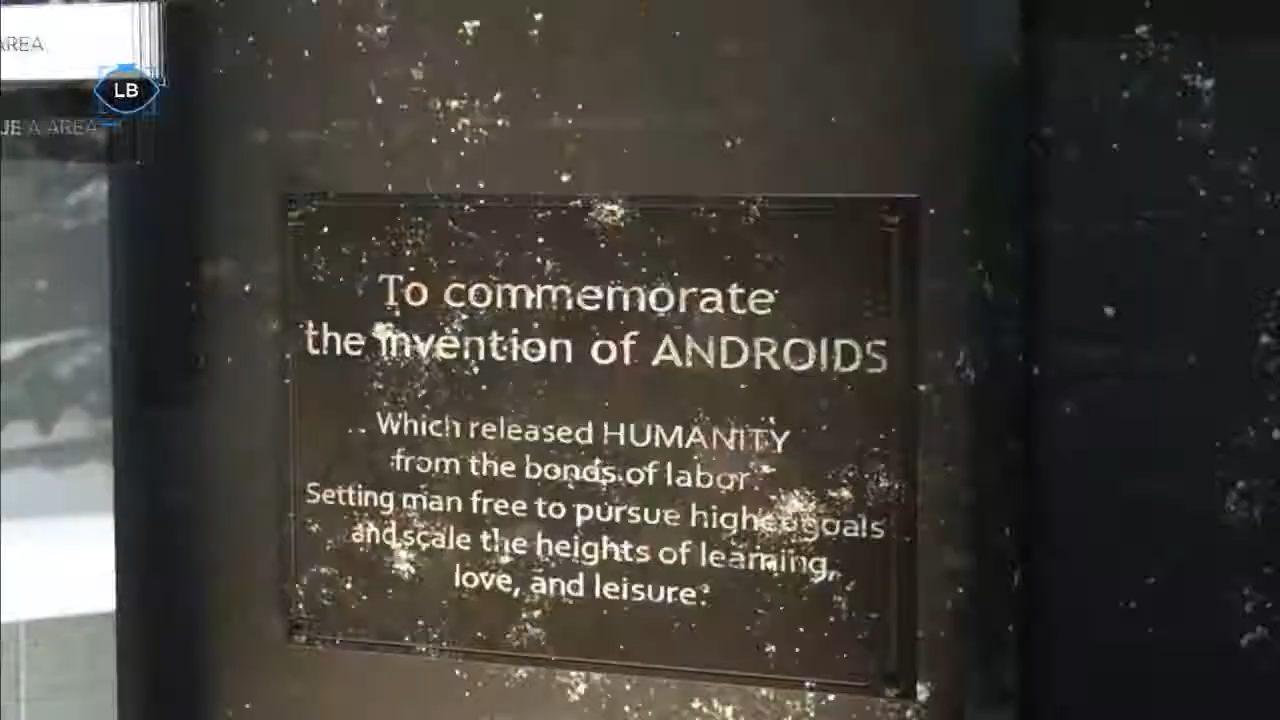 AREA
LB
A AREA
To commemorate
the invention of ANDROIDS
Which released HUMANITY
from the bonds of labor.
Setting man free to pursue higher goals
and scale the heights of learning,
love, and leisure.